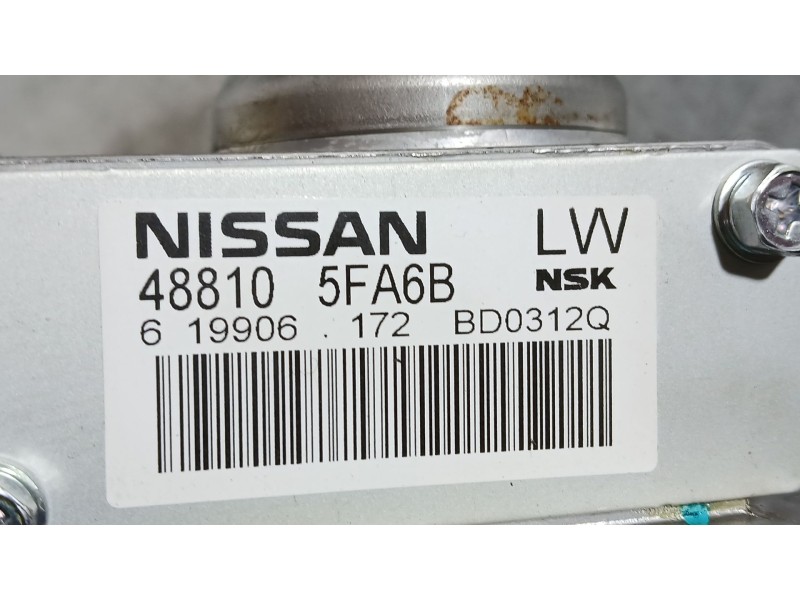 NISSAN LW
48810 5FA6B NSK
6 19906 . 172 BD0312Q